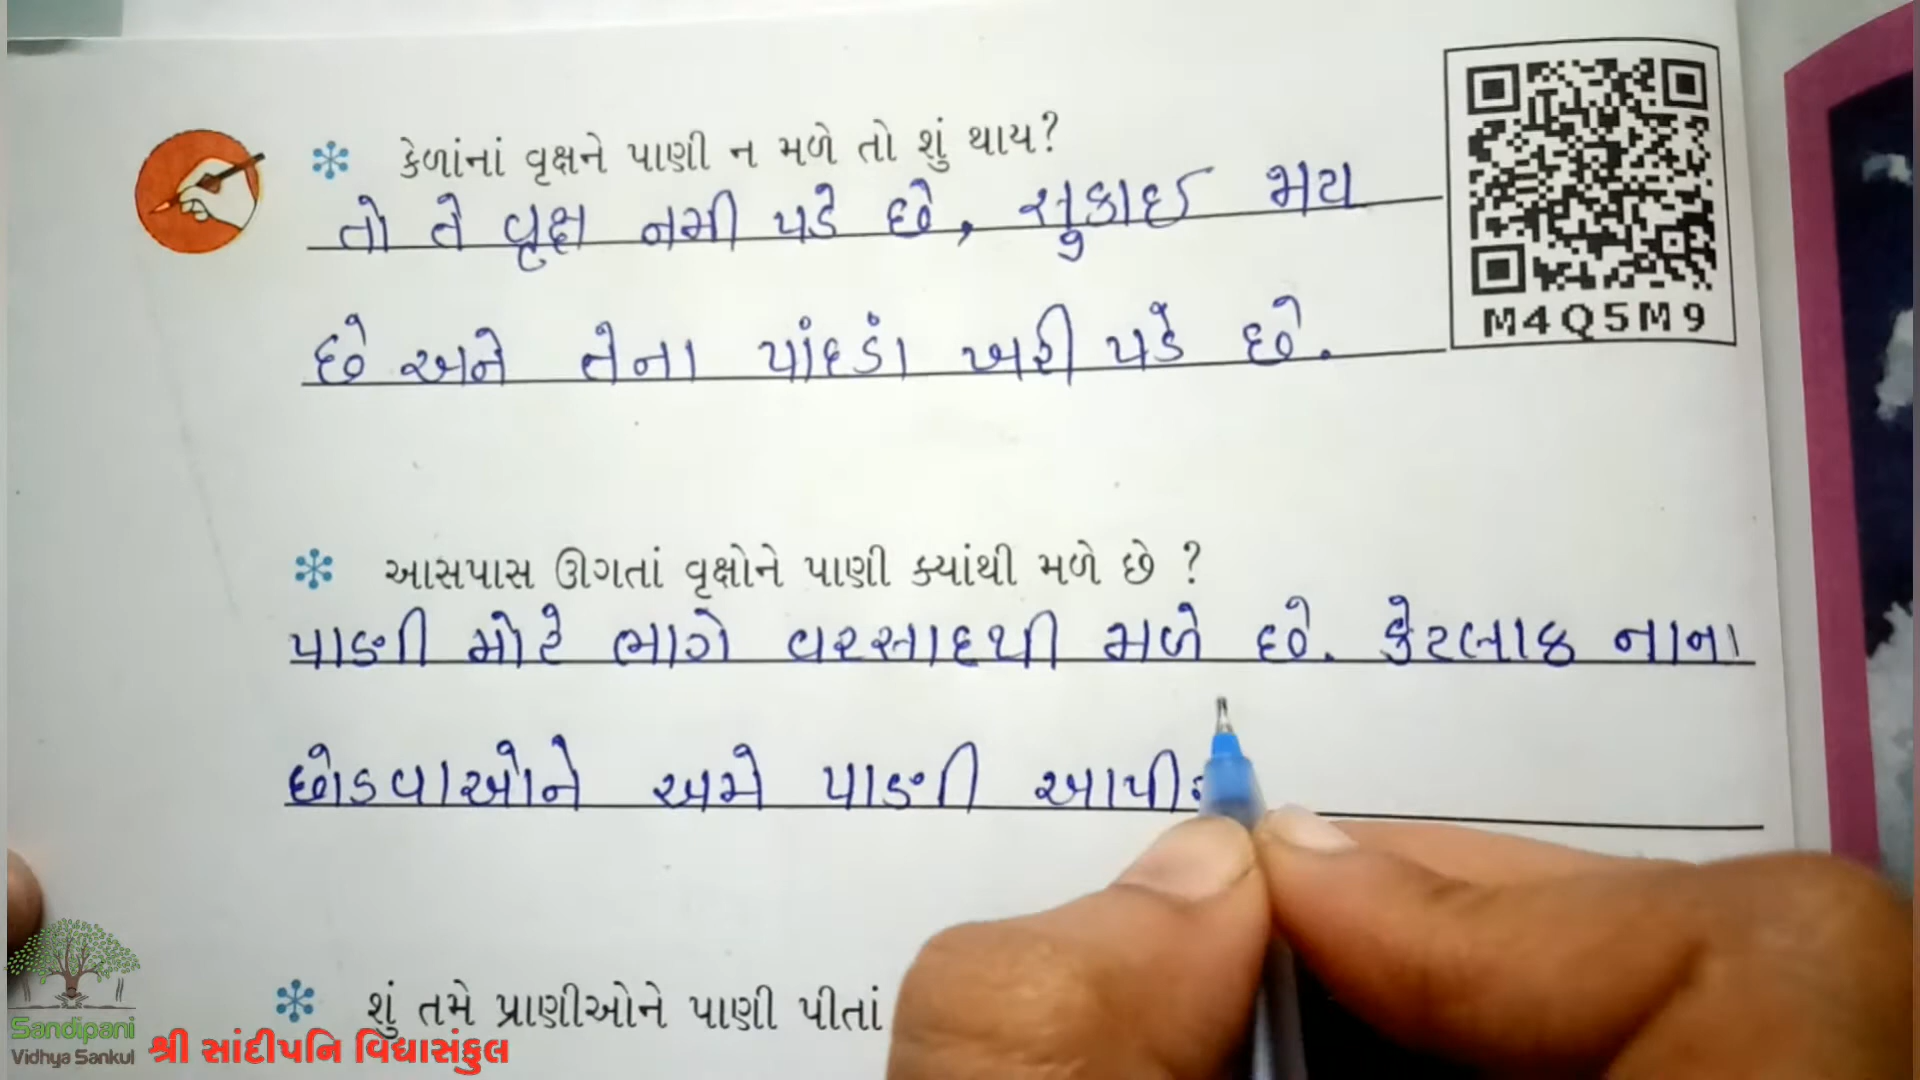 કેળાંનાં વૃક્ષને પાણી ન મળે તો શું થાય?
તો તે વૃક્ષ નમી પડે છે, સુકાઈ જાય
છે અને તેના પાંદડાં ખરી પડે છે.
M4Q5M9
આસપાસ ઊગતાં વૃક્ષોને પાણી ક્યાંથી મળે છે ?
પાણી મોટે ભાગે વરસાદથી મળે છે. કેટલાક નાના
છોડવાઓને અમે પાણી આપી
શું તમે પ્રાણીઓને પાણી પીતાં
Sandipani
Vidhya Sankul
શ્રી સાંદીપનિ વિદ્યાસંકુલ